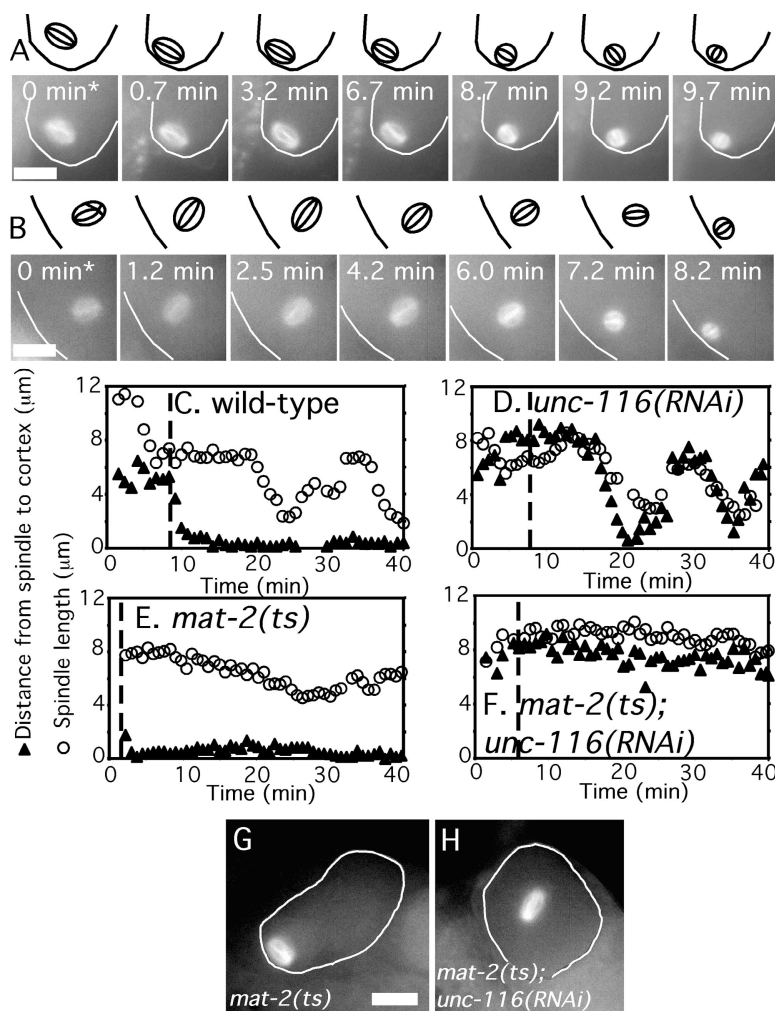 A
0 min*
0.7 min
3.2 min
6.7 min
8.7 min
9.2 min
9.7 min
B
0 min*
1.2 min
2.5 min
4.2 min
6.0 min
7.2 min
8.2 min
▲Distance from spindle to cortex (μm)
○ Spindle length (μm)
C. wild-type
12
8
4
0
0 10 20 30 40
Time (min)
D. unc-116(RNAi)
12
8
4
0
0 10 20 30 40
Time (min)
E. mat-2(ts)
12
8
4
0
0 10 20 30 40
Time (min)
F. mat-2(ts);
unc-116(RNAi)
12
8
4
0
0 10 20 30 40
Time (min)
G
mat-2(ts)
H
mat-2(ts);
unc-116(RNAi)